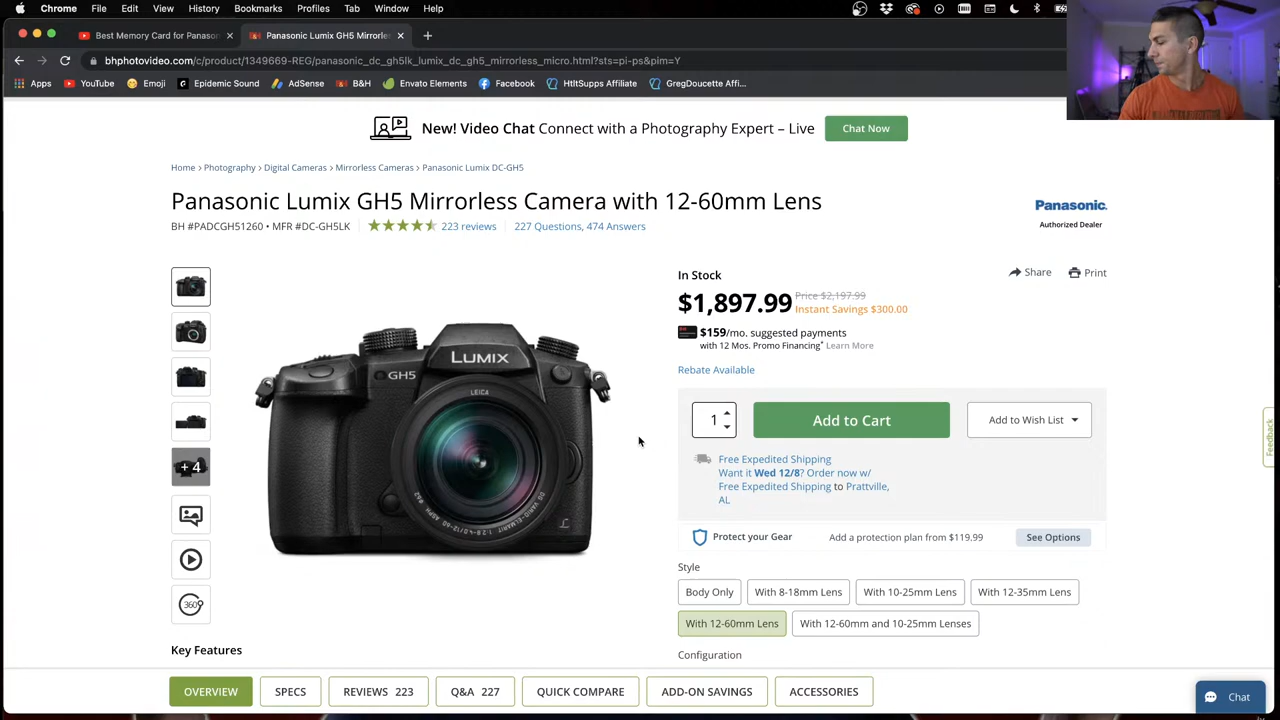 Chrome File Edit View History Bookmarks Profiles Tab Window Help
Best Memory Card for Panaso
Panasonic Lumix GH5 Mirrorle
bhphotovideo.com/c/product/1349669-REG/panasonic_dc_gh5lk_lumix_dc_gh5_mirrorless_micro.html?sts=pi-ps&pim=Y
Apps YouTube Emoji Epidemic Sound AdSense B&H Envato Elements Facebook HtltSupps Affiliate GregDoucette Affi...
New! Video Chat Connect with a Photography Expert – Live Chat Now
Home > Photography > Digital Cameras > Mirrorless Cameras > Panasonic Lumix DC-GH5
Panasonic Lumix GH5 Mirrorless Camera with 12-60mm Lens
BH #PADCGH51260 • MFR #DC-GH5LK 223 reviews 227 Questions, 474 Answers
Panasonic.
Authorized Dealer
In Stock
Share Print
$1,897.99 Price $2,197.99
Instant Savings $300.00
$159/mo. suggested payments
with 12 Mos. Promo Financing* Learn More
Rebate Available
1 Add to Cart Add to Wish List
Free Expedited Shipping
Want it Wed 12/8? Order now w/
Free Expedited Shipping to Prattville,
AL
Protect your Gear Add a protection plan from $119.99 See Options
Style
Body Only With 8-18mm Lens With 10-25mm Lens With 12-35mm Lens
With 12-60mm Lens With 12-60mm and 10-25mm Lenses
Configuration
LUMIX
GH5
LEICA
+ 4
360°
Key Features
Feedback
OVERVIEW SPECS REVIEWS 223 Q&A 227 QUICK COMPARE ADD-ON SAVINGS ACCESSORIES
Chat